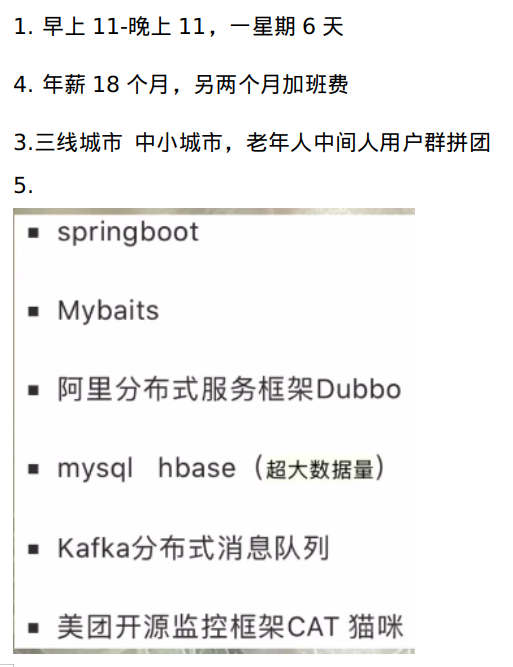 1. 早上 11-晚上 11，一星期 6 天
4. 年薪 18 个月，另两个月加班费
3.三线城市 中小城市，老年人中间人用户群拼团
5.
▪ springboot
▪ Mybaits
▪ 阿里分布式服务框架Dubbo
▪ mysql hbase（超大数据量）
▪ Kafka分布式消息队列
▪ 美团开源监控框架CAT 猫咪